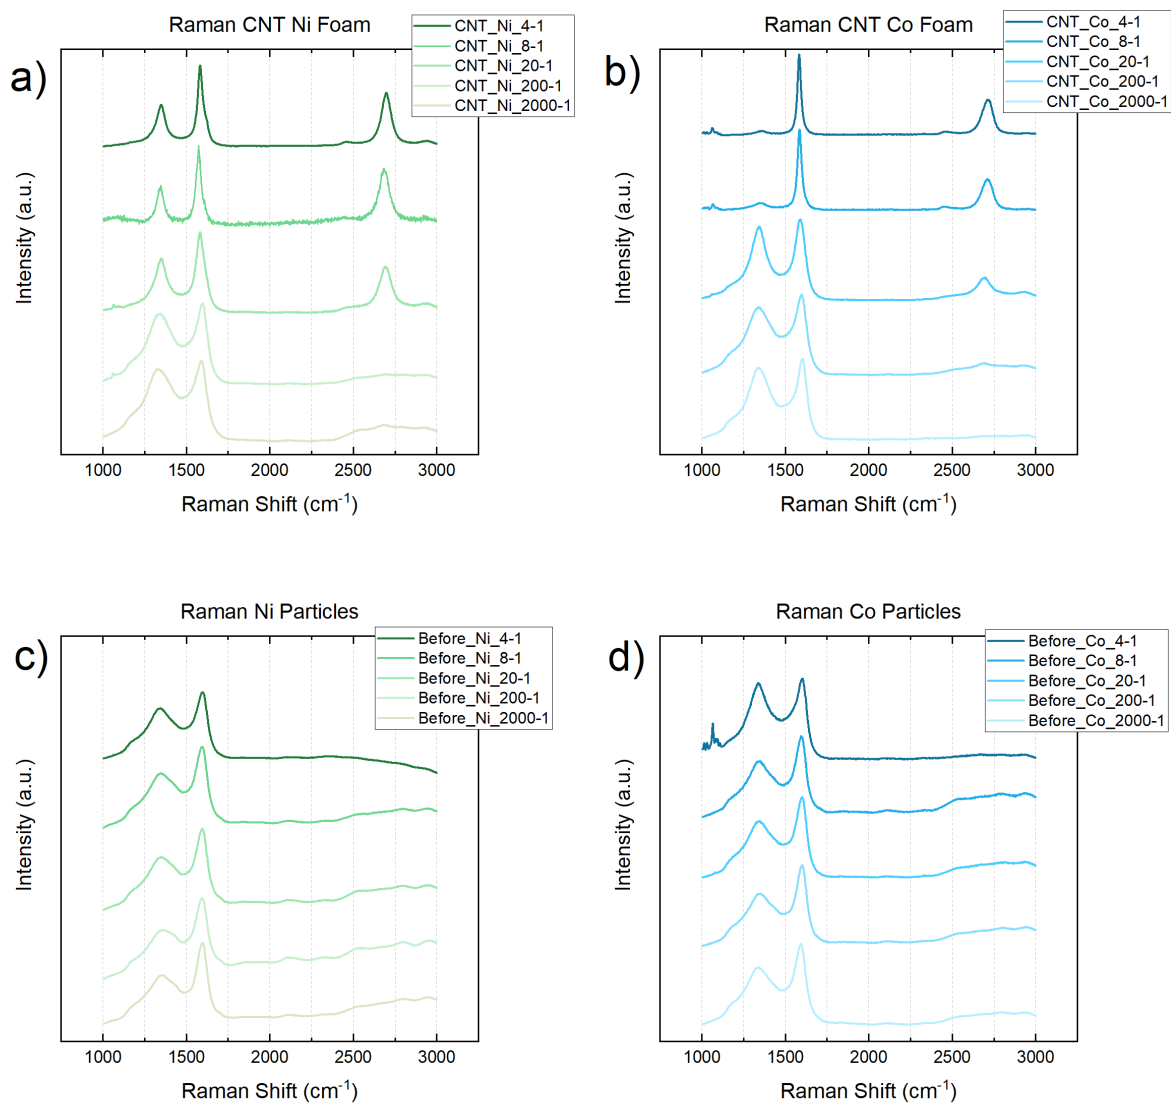 Raman CNT Ni Foam
a)
CNT_Ni_4-1
CNT_Ni_8-1
CNT_Ni_20-1
CNT_Ni_200-1
CNT_Ni_2000-1
Intensity (a.u.)
1000 1500 2000 2500 3000
Raman Shift (cm⁻¹)
Raman CNT Co Foam
b)
CNT_Co_4-1
CNT_Co_8-1
CNT_Co_20-1
CNT_Co_200-1
CNT_Co_2000-1
Intensity (a.u.)
1000 1500 2000 2500 3000
Raman Shift (cm⁻¹)
Raman Ni Particles
c)
Before_Ni_4-1
Before_Ni_8-1
Before_Ni_20-1
Before_Ni_200-1
Before_Ni_2000-1
Intensity (a.u.)
1000 1500 2000 2500 3000
Raman Shift (cm⁻¹)
Raman Co Particles
d)
Before_Co_4-1
Before_Co_8-1
Before_Co_20-1
Before_Co_200-1
Before_Co_2000-1
Intensity (a.u.)
1000 1500 2000 2500 3000
Raman Shift (cm⁻¹)